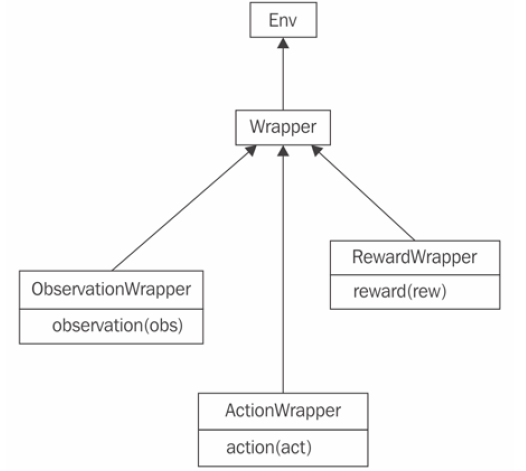 Env
Wrapper
RewardWrapper
reward(rew)
ObservationWrapper
observation(obs)
ActionWrapper
action(act)